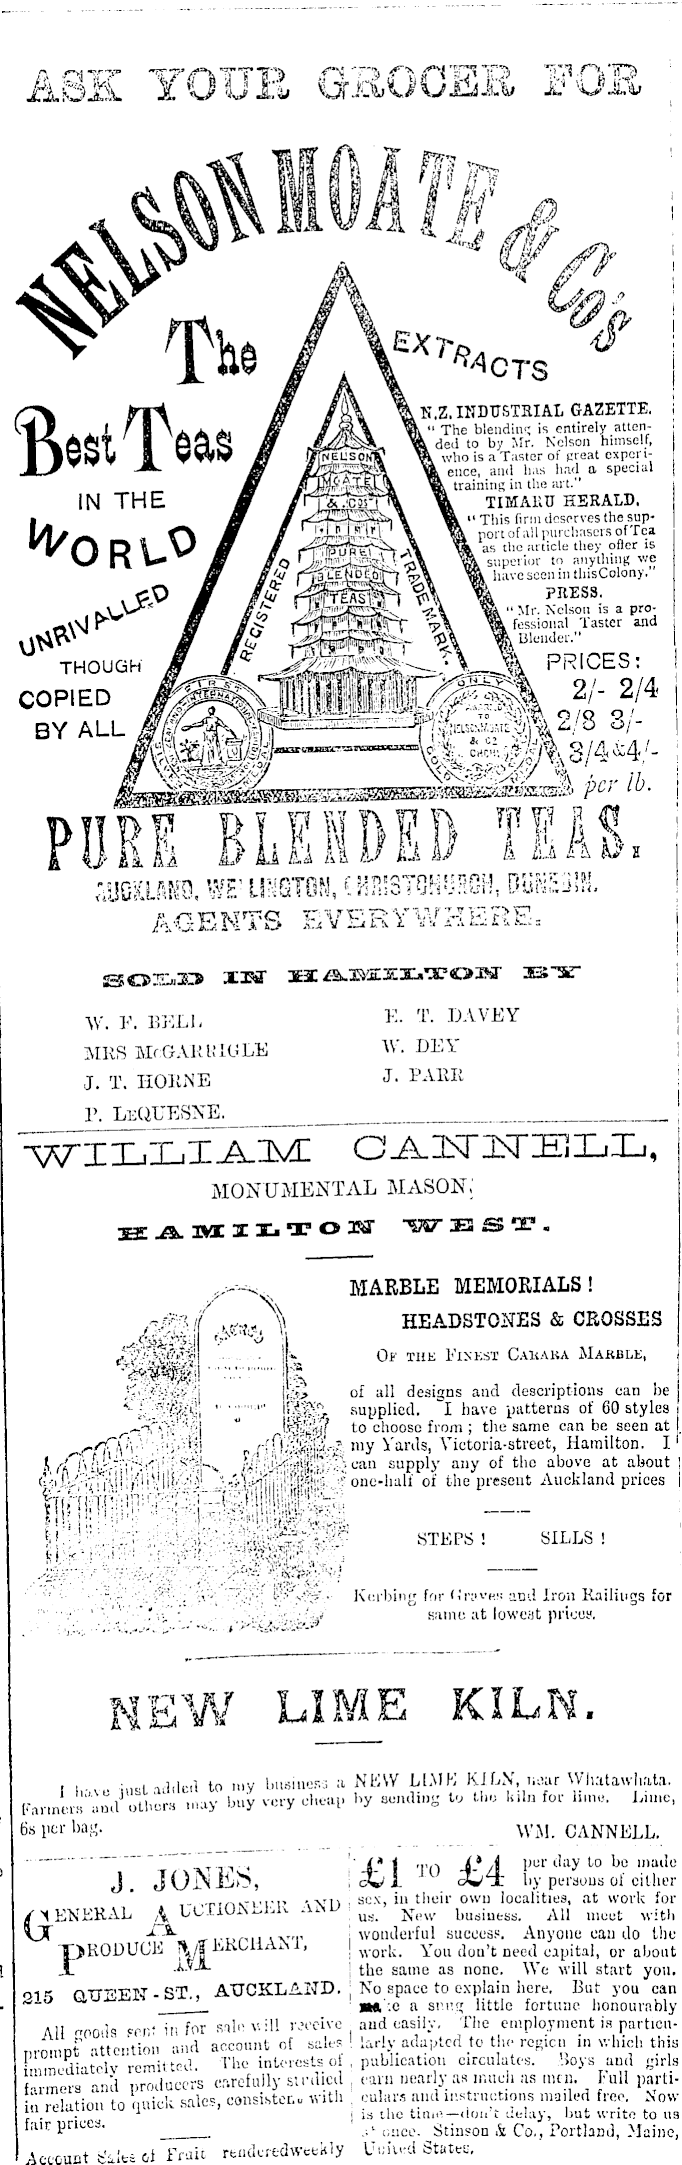 ASK YOUR GROCER FOR
NELSON MOATE & Co's
The
Best Teas
IN THE
WORLD
UNRIVALLED
THOUGH
COPIED
BY ALL
NELSON
MOATE
& Cos
PURE
BLENDED
TEAS
REGISTERED
TRADE MARK.
EXTRACTS
N.Z. INDUSTRIAL GAZETTE.
"The blending is entirely atten-
ded to by Mr. Nelson himself,
who is a Taster of great experi-
ence, and has had a special
training in the art."
TIMARU HERALD.
"This firm deserves the sup-
port of all purchasers of Tea
as the article they offer is
superior to anything we
have seen in this Colony."
PRESS.
"Mr. Nelson is a pro-
fessional Taster and
Blender."
PRICES:
2/- 2/4
2/8 3/-
3/4 & 4/-
per lb.
PURE BLENDED TEAS.
AUCKLAND, WELLINGTON, CHRISTCHURCH, DUNEDIN.
AGENTS EVERYWHERE.
SOLD IN HAMILTON BY
W. F. BELL
MRS McGARRIGLE
J. T. HORNE
P. LEQUESNE.
E. T. DAVEY
W. DEY
J. PARR
WILLIAM CANNELL,
MONUMENTAL MASON,
HAMILTON WEST.
SACRED
MARBLE MEMORIALS!
HEADSTONES & CROSSES
OF THE FINEST CARARA MARBLE,
of all designs and descriptions can be
supplied. I have patterns of 60 styles
to choose from; the same can be seen at
my Yards, Victoria-street, Hamilton. I
can supply any of the above at about
one-half of the present Auckland prices
STEPS! SILLS!
Kerbing for Graves and Iron Railings for
same at lowest prices.
NEW LIME KILN.
I have just added to my business a NEW LIME KILN, near Whatawhata.
Farmers and others may buy very cheap by sending to the kiln for lime. Lime,
6s per bag.
WM. CANNELL.
J. JONES,
GENERAL AUCTIONEER AND
PRODUCE MERCHANT,
215 QUEEN-ST., AUCKLAND.
All goods sent in for sale will receive
prompt attention and account of sales
immediately remitted. The interests of
farmers and producers carefully studied
in relation to quick sales, consistent with
fair prices.
Account Sales of Fruit rendered weekly
£1 TO £4 per day to be made
by persons of either
sex, in their own localities, at work for
us. New business. All meet with
wonderful success. Anyone can do the
work. You don't need capital, or about
the same as none. We will start you.
No space to explain here. But you can
make a snug little fortune honourably
and easily. The employment is particu-
larly adapted to the region in which this
publication circulates. Boys and girls
earn nearly as much as men. Full parti-
culars and instructions mailed free. Now
is the time—don't delay, but write to us
at once. Stinson & Co., Portland, Maine,
United States.